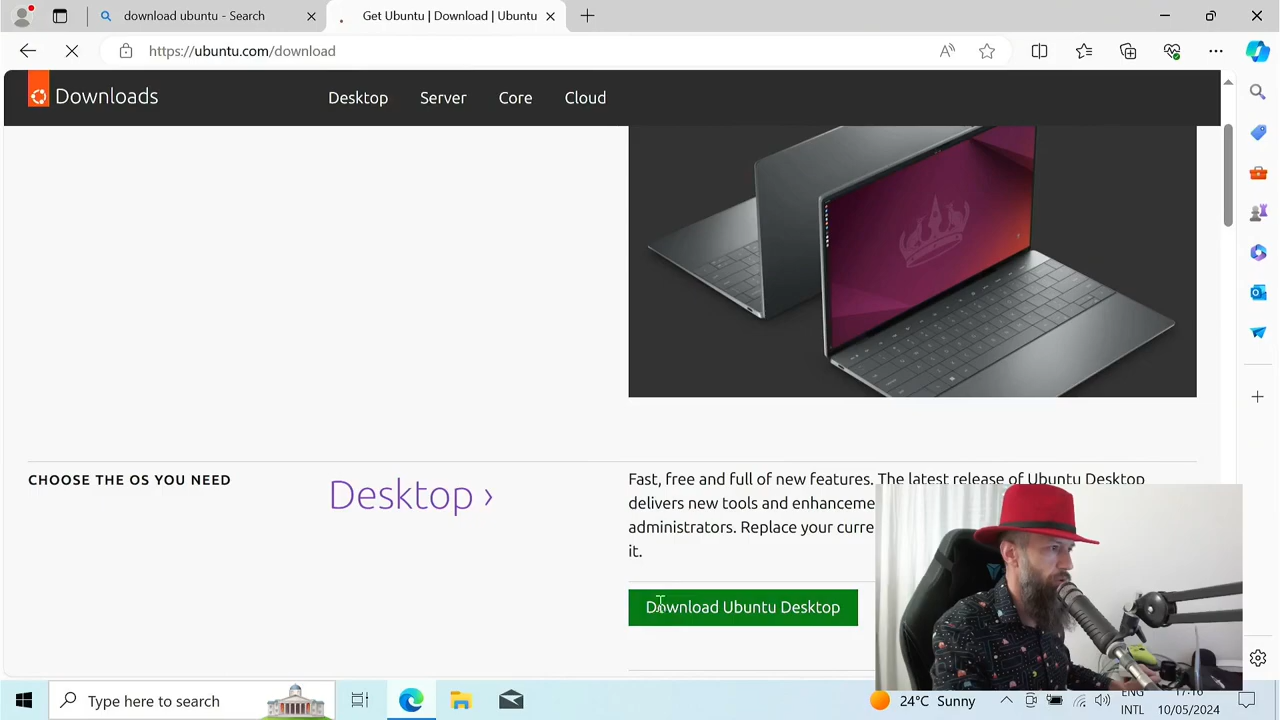 download ubuntu - Search
Get Ubuntu | Download | Ubuntu
https://ubuntu.com/download
Downloads
Desktop
Server
Core
Cloud
CHOOSE THE OS YOU NEED
Desktop ›
Fast, free and full of new features. The latest release of Ubuntu Desktop
delivers new tools and enhanceme
administrators. Replace your curre
it.
Download Ubuntu Desktop
Type here to search
24°C Sunny
ENG
INTL
17:16
10/05/2024